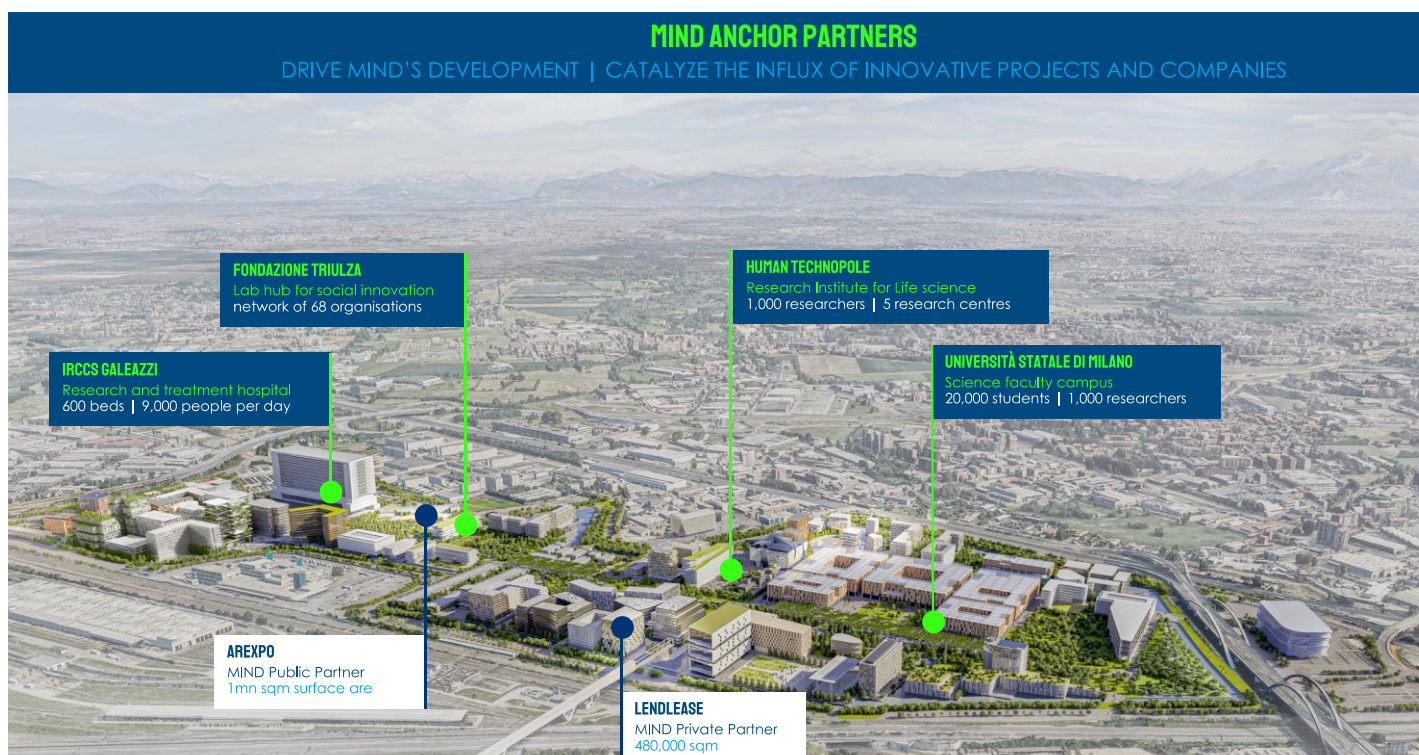 MIND ANCHOR PARTNERS
DRIVE MIND'S DEVELOPMENT | CATALYZE THE INFLUX OF INNOVATIVE PROJECTS AND COMPANIES
FONDAZIONE TRIULZA
Lab hub for social innovation
network of 68 organisations
HUMAN TECHNOPOLE
Research Institute for Life science
1,000 researchers | 5 research centres
IRCCS GALEAZZI
Research and treatment hospital
600 beds | 9,000 people per day
UNIVERSITÀ STATALE DI MILANO
Science faculty campus
20,000 students | 1,000 researchers
AREXPO
MIND Public Partner
1mn sqm surface are
LENDLEASE
MIND Private Partner
480,000 sqm